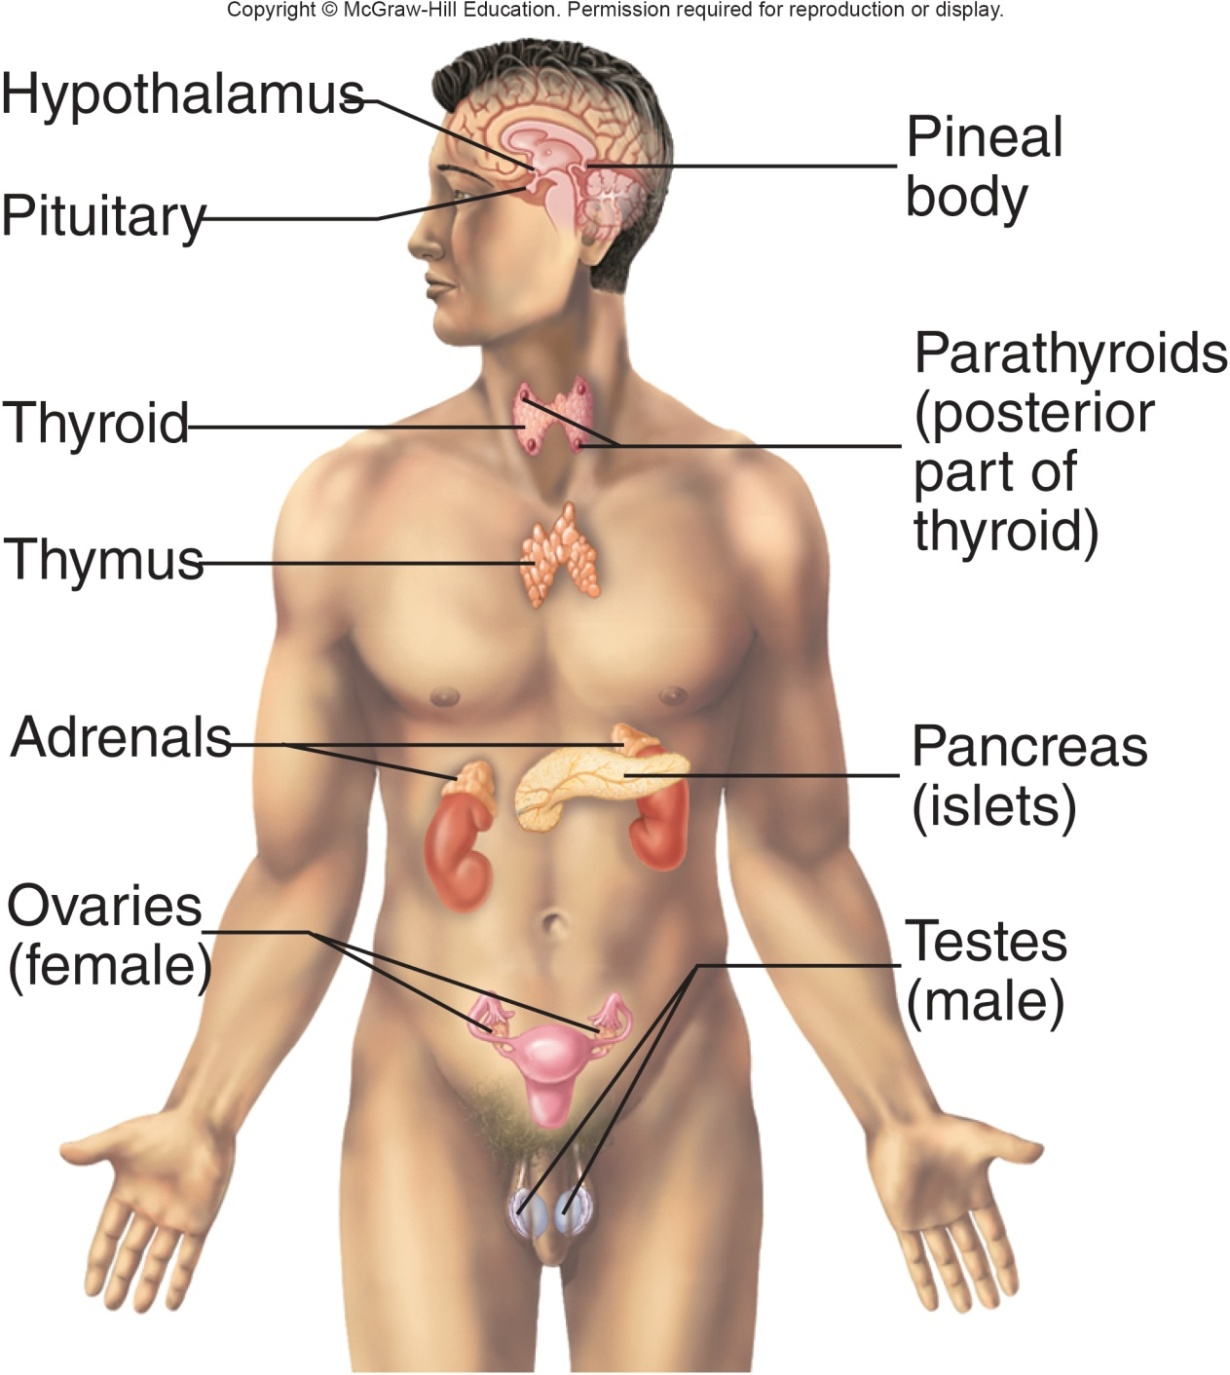 Copyright © McGraw-Hill Education. Permission required for reproduction or display.
Hypothalamus
Pituitary
Thyroid
Thymus
Adrenals
Ovaries
(female)
Pineal
body
Parathyroids
(posterior
part of
thyroid)
Pancreas
(islets)
Testes
(male)